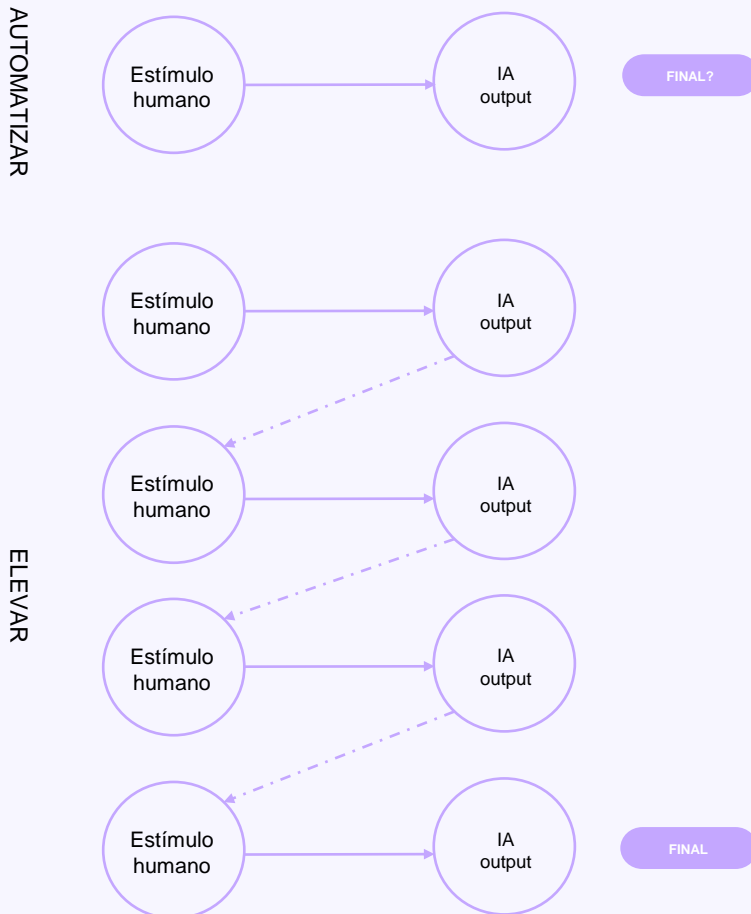 AUTOMATIZAR
Estímulo
humano
IA
output
FINAL?
ELEVAR
Estímulo
humano
IA
output
Estímulo
humano
IA
output
Estímulo
humano
IA
output
Estímulo
humano
IA
output
FINAL